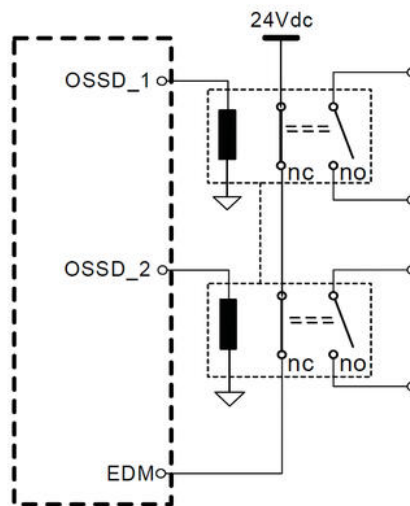 24Vdc
OSSD_1
nc no
OSSD_2
nc no
EDM